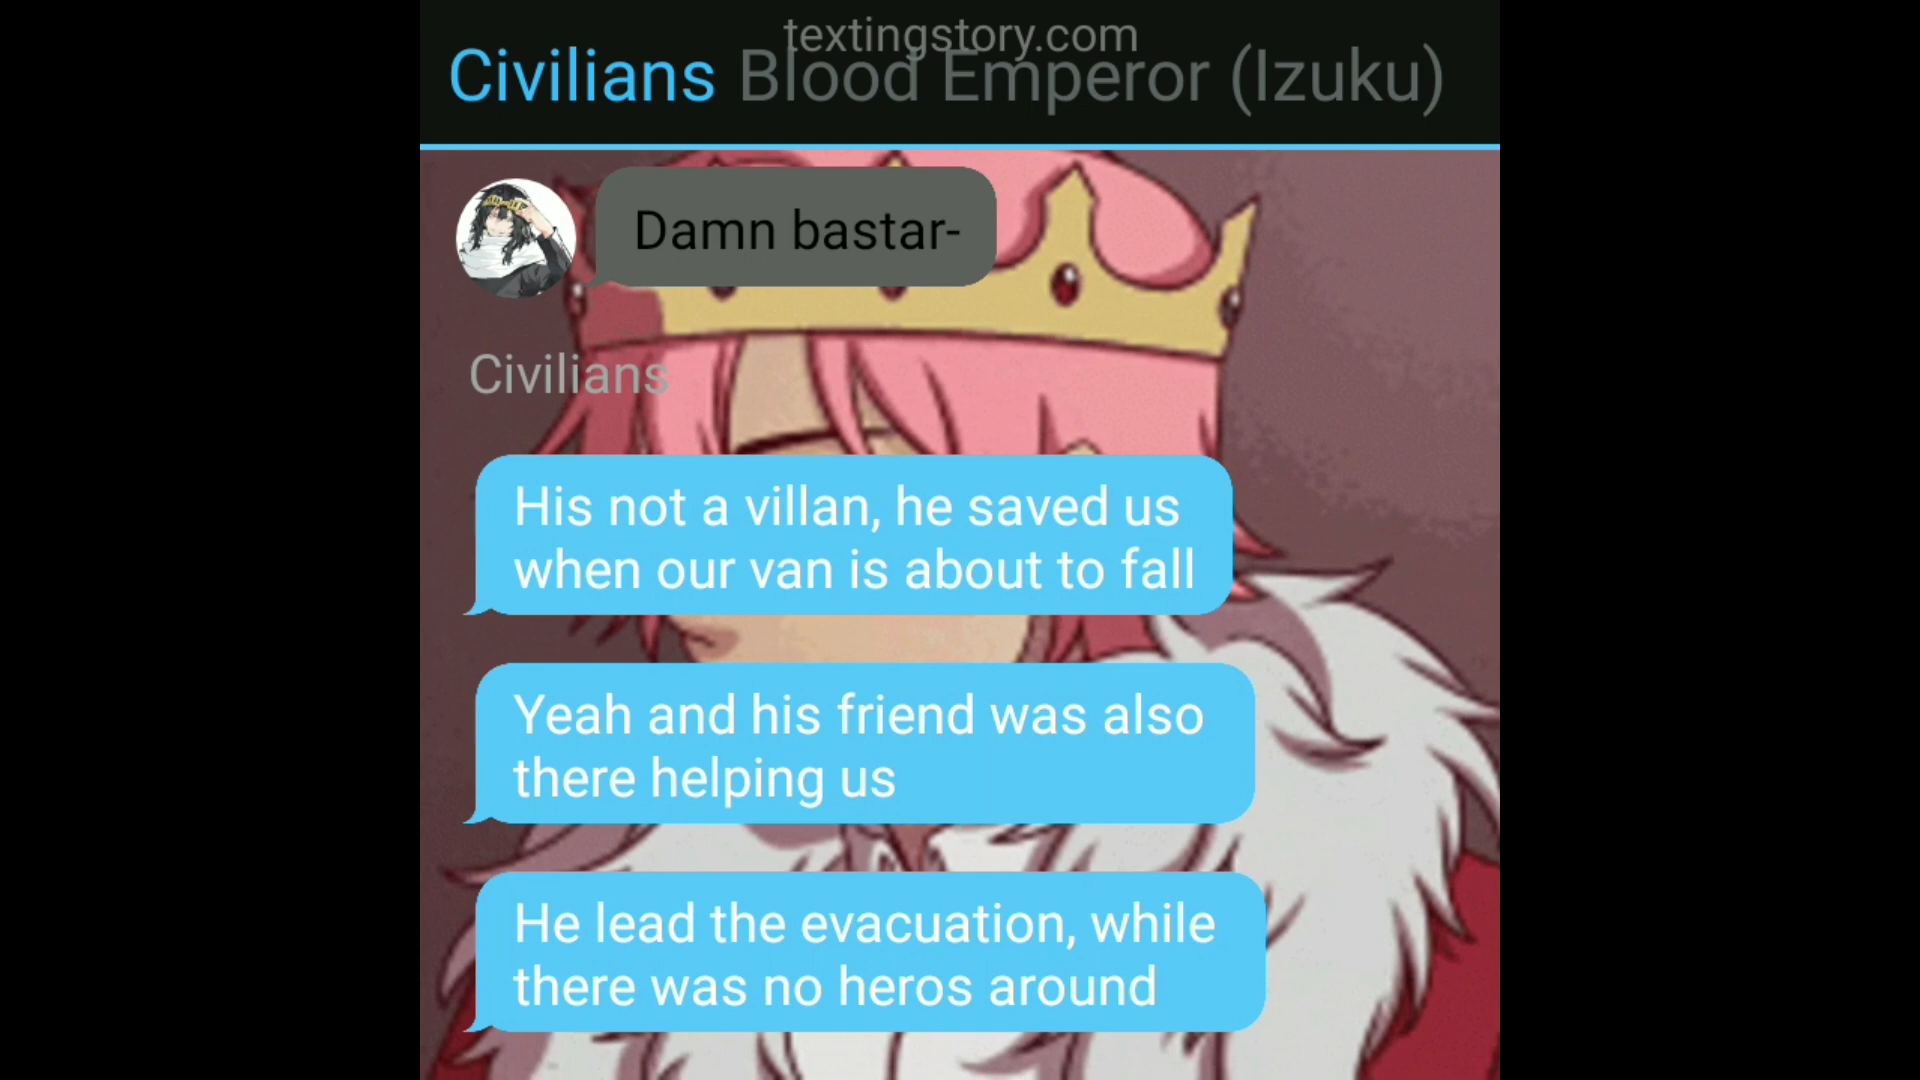 textingstory.com
Civilians Blood Emperor (Izuku)
Damn bastar-
Civilians
His not a villan, he saved us
when our van is about to fall
Yeah and his friend was also
there helping us
He lead the evacuation, while
there was no heros around